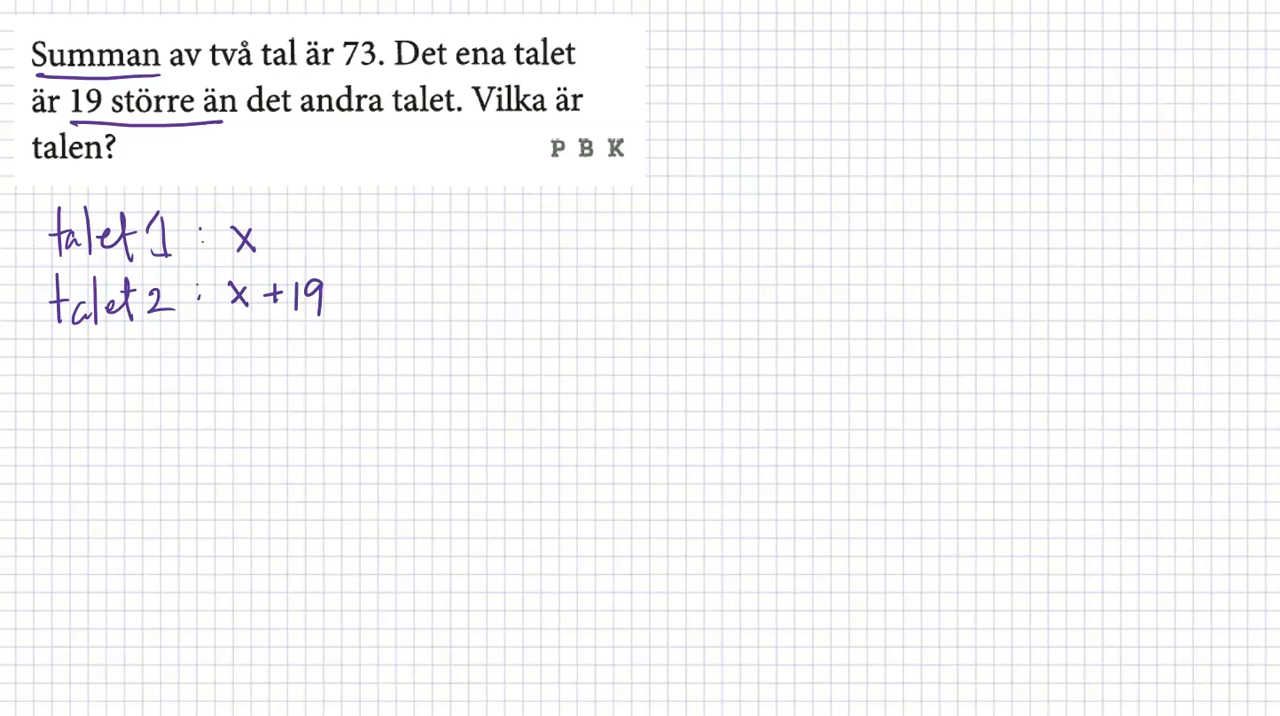 Summan av två tal är 73. Det ena talet
är 19 större än det andra talet. Vilka är
talen?
P B K
talet 1 : x
talet 2 : x + 19